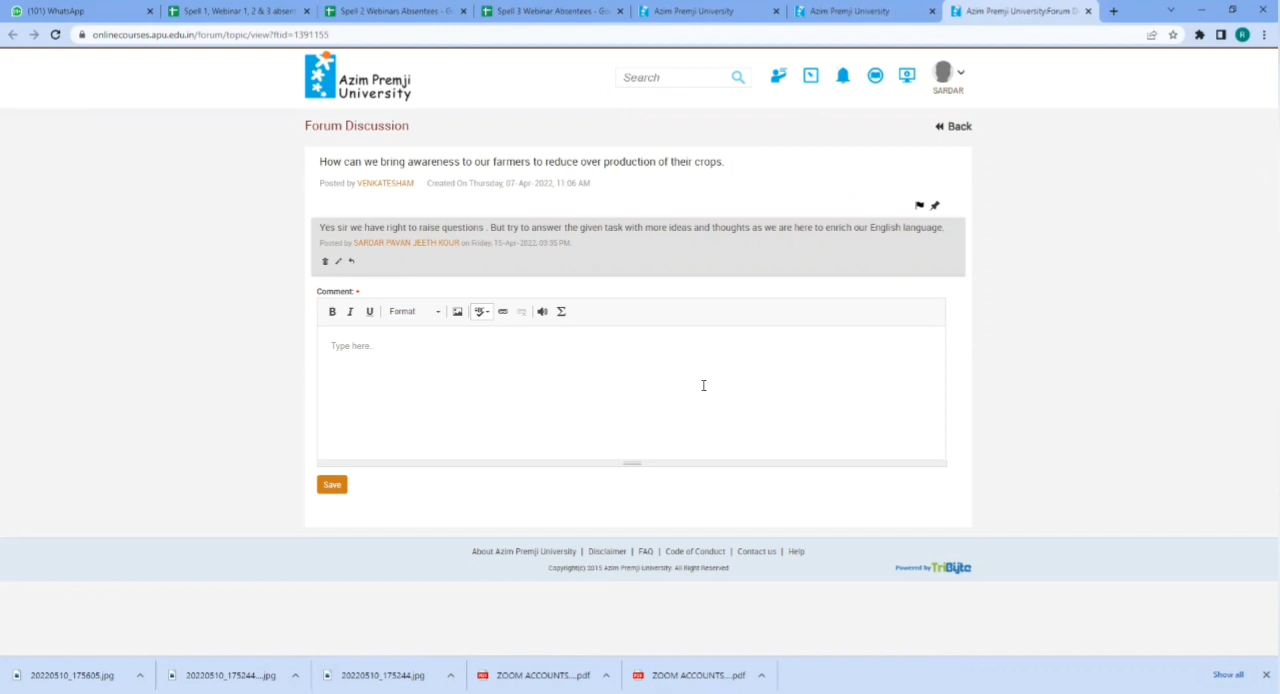 (101) WhatsApp
Spell 1, Webinar 1, 2 & 3 absent
Spell 2 Webinars Absentees - G
Spell 3 Webinar Absentees - Go
Azim Premji University
Azim Premji University
Azim Premji University:Forum D
onlinecourses.apu.edu.in/forum/topic/view?ftid=1391155
R
Azim Premji
University
Search
SARDAR
Forum Discussion
Back
How can we bring awareness to our farmers to reduce over production of their crops.
Posted by VENKATESHAM Created On Thursday, 07-Apr-2022, 11:06 AM
Yes sir we have right to raise questions . But try to answer the given task with more ideas and thoughts as we are here to enrich our English language.
Posted by SARDAR PAVAN JEETH KOUR on Friday, 15-Apr-2022, 03:35 PM.
Comment: •
B I U Format ABC Σ
Type here..
Save
About Azim Premji University | Disclaimer | FAQ | Code of Conduct | Contact us | Help
Copyright(c) 2015 Azim Premji University. All Right Reserved
Powered by TriByte
20220510_175605.jpg
20220510_175244....jpg
20220510_175244.jpg
PDF ZOOM ACCOUNTS....pdf
PDF ZOOM ACCOUNTS....pdf
Show all